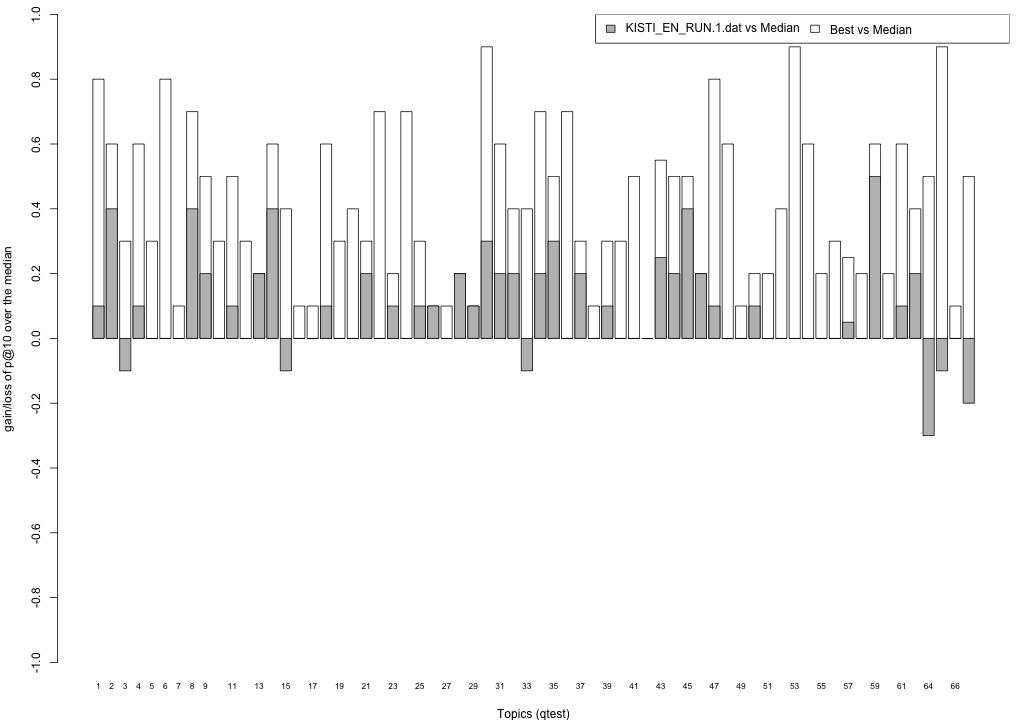 KISTI_EN_RUN.1.dat vs Median
Best vs Median
gain/loss of p@10 over the median
1.0
0.8
0.6
0.4
0.2
0.0
-0.2
-0.4
-0.6
-0.8
-1.0
1 2 3 4 5 6 7 8 9 11 13 15 17 19 21 23 25 27 29 31 33 35 37 39 41 43 45 47 49 51 53 55 57 59 61 64 66
Topics (qtest)